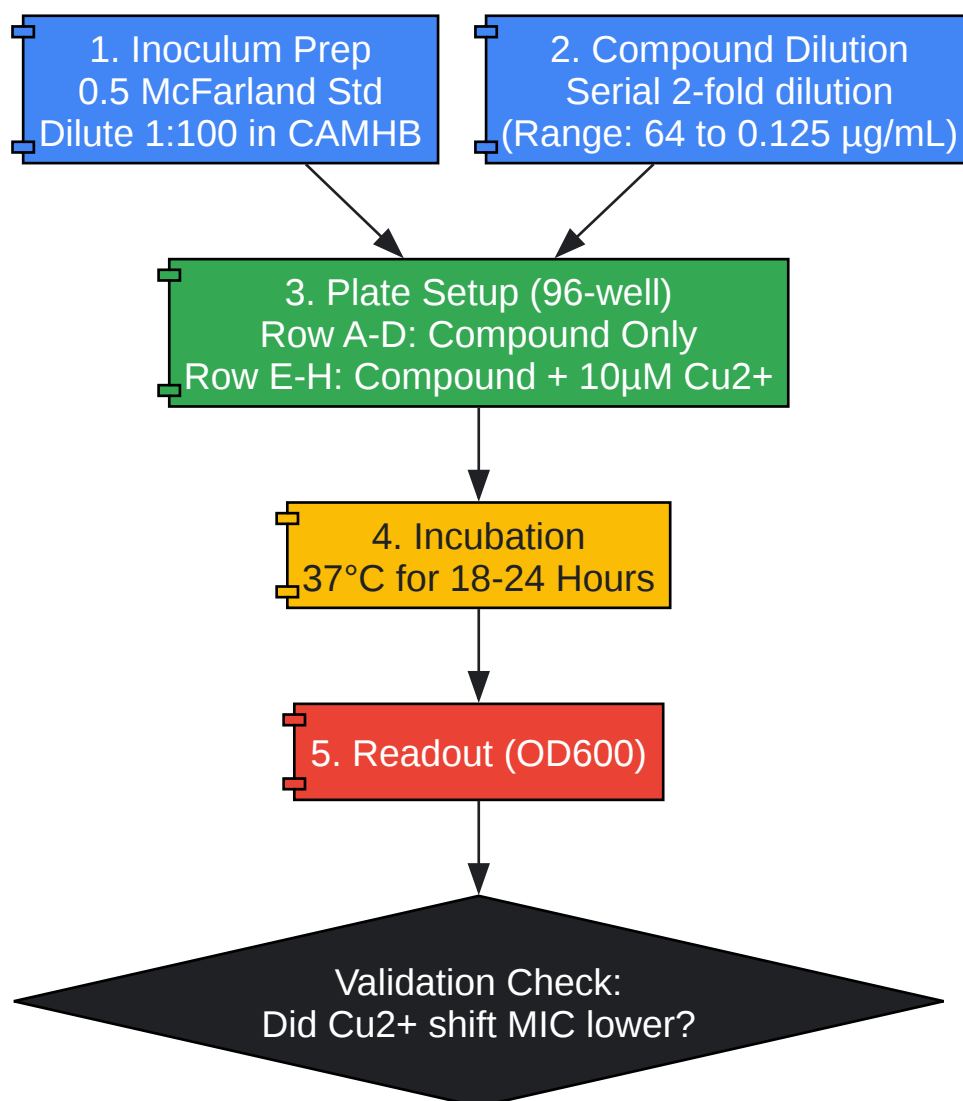 1. Inoculum Prep
0.5 McFarland Std
Dilute 1:100 in CAMHB
2. Compound Dilution
Serial 2-fold dilution
(Range: 64 to 0.125 µg/mL)
3. Plate Setup (96-well)
Row A-D: Compound Only
Row E-H: Compound + 10µM Cu2+
4. Incubation
37°C for 18-24 Hours
5. Readout (OD600)
Validation Check:
Did Cu2+ shift MIC lower?